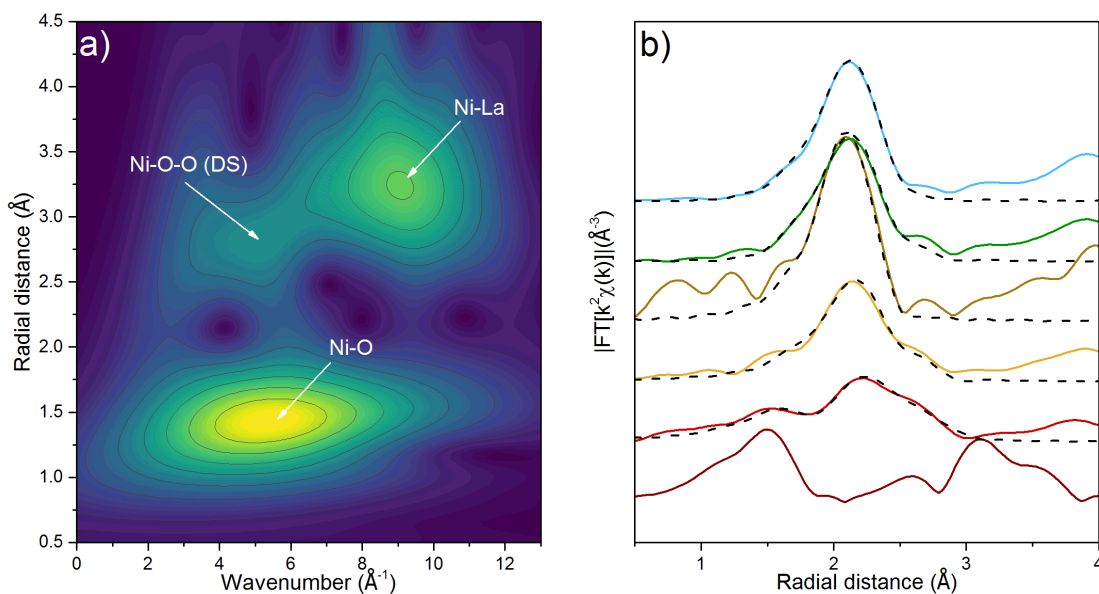 a)
4.5
4.0
3.5
3.0
2.5
2.0
1.5
1.0
0.5
Radial distance (Å)
Ni-La
Ni-O-O (DS)
Ni-O
0 2 4 6 8 10 12
Wavenumber (Å-1)
b)
|FT[k2χ(k)]|(Å-3)
1 2 3 4
Radial distance (Å)